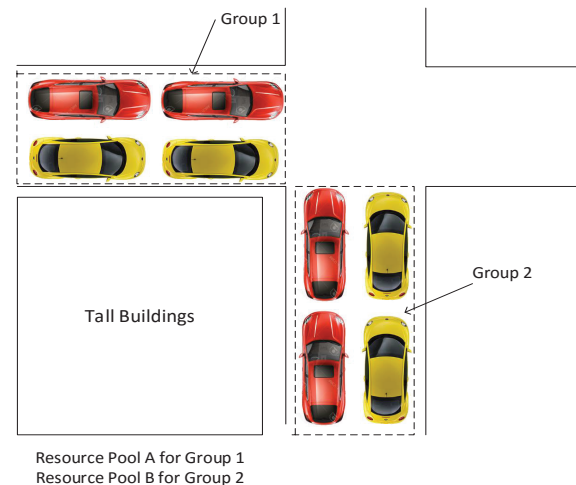 Group 1
Group 2
Tall Buildings
Resource Pool A for Group 1
Resource Pool B for Group 2